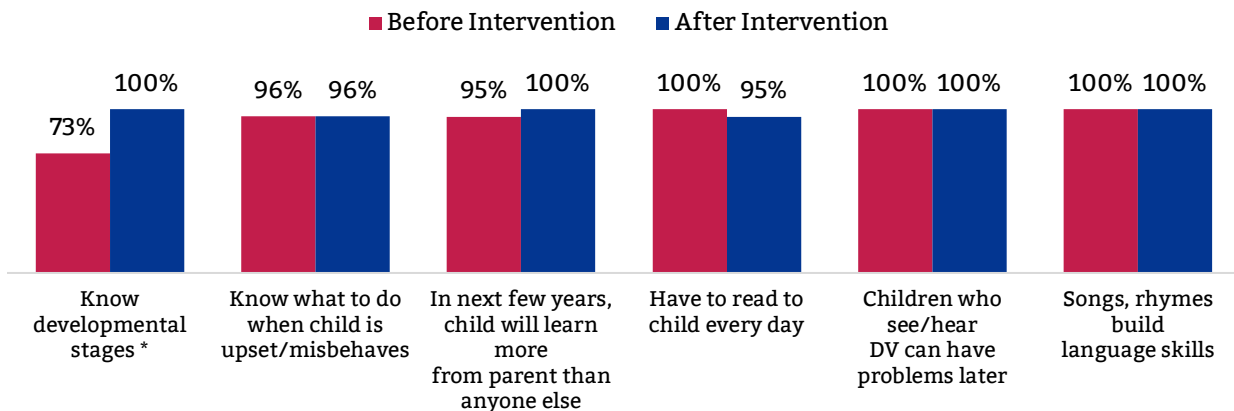 Before Intervention After Intervention
73% 100% 96% 96% 95% 100% 100% 95% 100% 100% 100% 100%
Know
developmental
stages *
Know what to do
when child is
upset/misbehaves
In next few years,
child will learn
more
from parent than
anyone else
Have to read to
child every day
Children who
see/hear
DV can have
problems later
Songs, rhymes
build
language skills